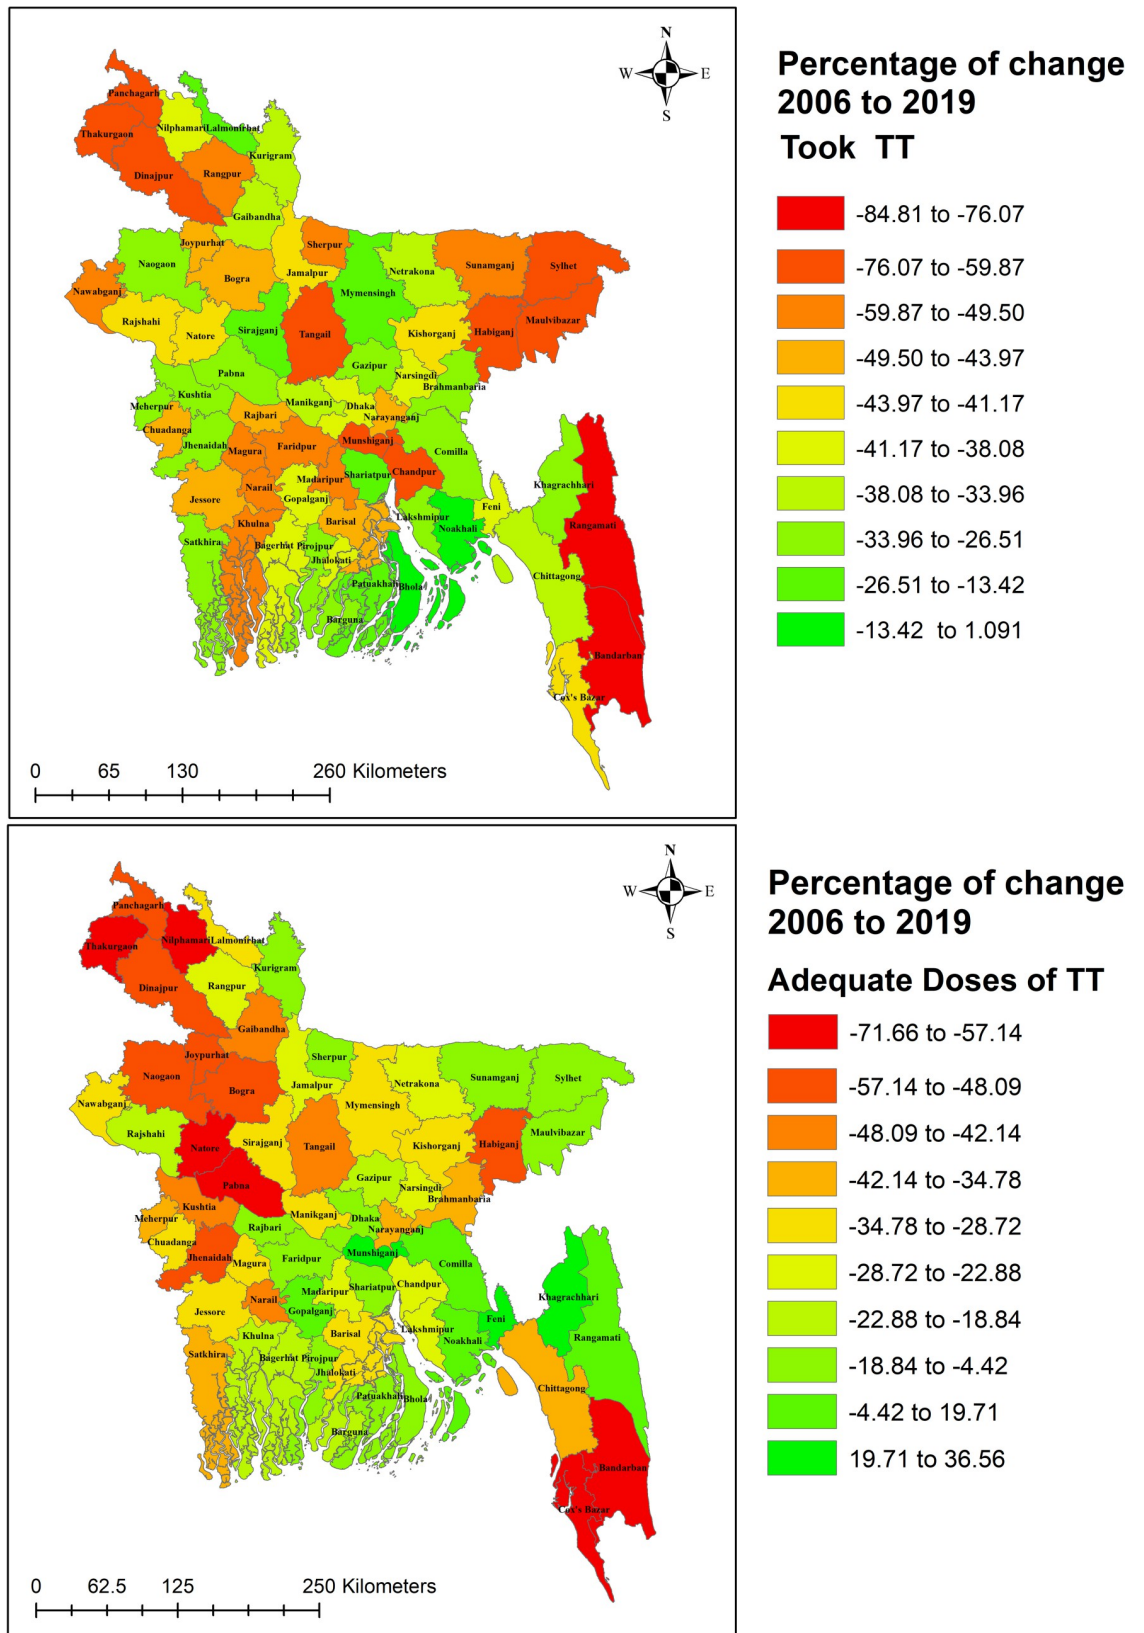 N
W E
S
Panchagarh
Thakurgaon
Nilphamari Lalmonirhat
Kurigram
Dinajpur
Rangpur
Gaibandha
Joypurhat
Sherpur
Naogaon
Bogra
Jamalpur
Netrakona
Sunamganj
Sylhet
Nawabganj
Mymensingh
Rajshahi
Natore
Sirajganj
Tangail
Kishorganj
Habiganj
Maulvibazar
Pabna
Gazipur
Narsingdi
Brahmanbaria
Kushtia
Meherpur
Manikganj
Dhaka
Narayanganj
Rajbari
Chuadanga
Jhenaidah
Magura
Faridpur
Munshiganj
Comilla
Madaripur
Shariatpur
Chandpur
Khagrachhari
Jessore
Narail
Gopalganj
Barisal
Lakshmipur
Noakhali
Feni
Rangamati
Khulna
Satkhira
Bagerhat Pirojpur
Jhalokati
Patuakhali Bhola
Barguna
Chittagong
Bandarban
Cox's Bazar
0 65 130 260 Kilometers
Percentage of change
2006 to 2019
Took TT
-84.81 to -76.07
-76.07 to -59.87
-59.87 to -49.50
-49.50 to -43.97
-43.97 to -41.17
-41.17 to -38.08
-38.08 to -33.96
-33.96 to -26.51
-26.51 to -13.42
-13.42 to 1.091
N
W E
S
Panchagarh
Thakurgaon
Nilphamari Lalmonirhat
Kurigram
Dinajpur
Rangpur
Gaibandha
Joypurhat
Sherpur
Naogaon
Bogra
Jamalpur
Netrakona
Sunamganj
Sylhet
Nawabganj
Mymensingh
Rajshahi
Natore
Sirajganj
Tangail
Kishorganj
Habiganj
Maulvibazar
Pabna
Gazipur
Narsingdi
Brahmanbaria
Kushtia
Meherpur
Manikganj
Dhaka
Narayanganj
Rajbari
Chuadanga
Jhenaidah
Magura
Faridpur
Munshiganj
Comilla
Madaripur
Shariatpur
Chandpur
Khagrachhari
Jessore
Narail
Gopalganj
Barisal
Lakshmipur
Noakhali
Feni
Rangamati
Khulna
Satkhira
Bagerhat Pirojpur
Jhalokati
Patuakhali Bhola
Barguna
Chittagong
Bandarban
Cox's Bazar
0 62.5 125 250 Kilometers
Percentage of change
2006 to 2019
Adequate Doses of TT
-71.66 to -57.14
-57.14 to -48.09
-48.09 to -42.14
-42.14 to -34.78
-34.78 to -28.72
-28.72 to -22.88
-22.88 to -18.84
-18.84 to -4.42
-4.42 to 19.71
19.71 to 36.56